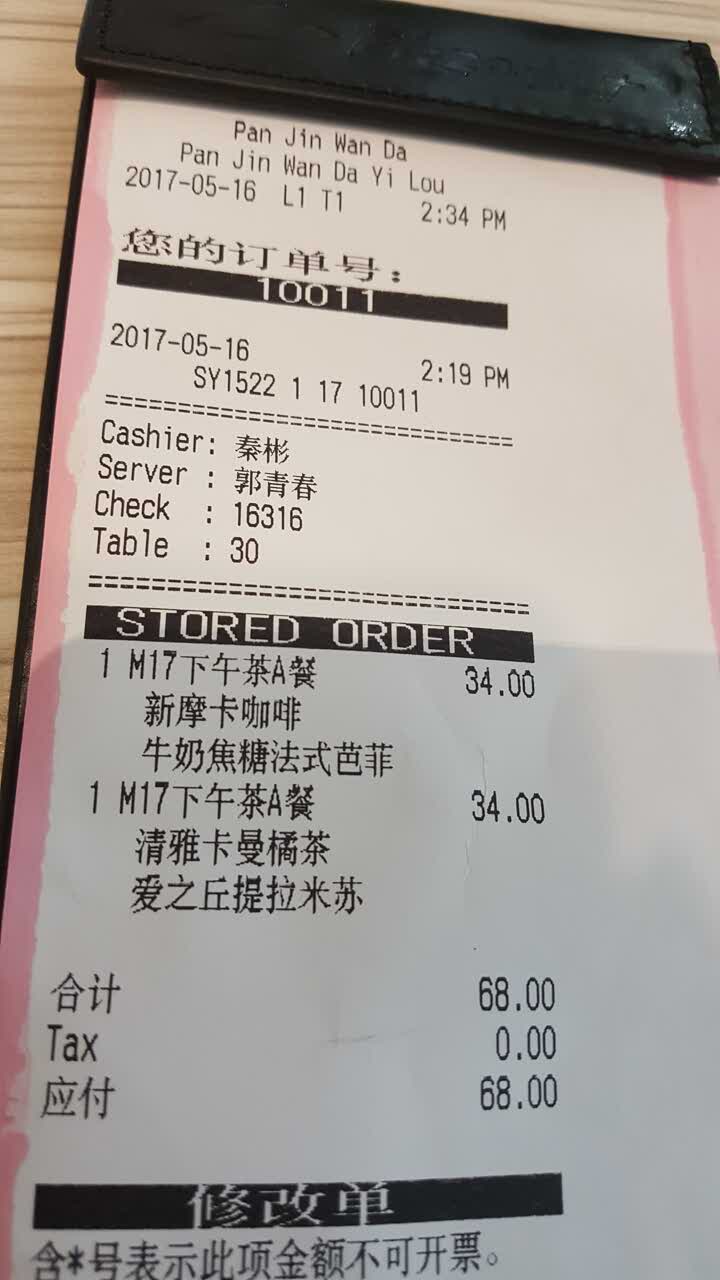 Pan Jin Wan Da
Pan Jin Wan Da Yi Lou
2017-05-16 L1 T1 2:34 PM
您的订单号：
10011
2017-05-16 2:19 PM
SY1522 1 17 10011
==============================
Cashier: 秦彬
Server : 郭青春
Check : 16316
Table : 30
==============================
STORED ORDER
1 M17下午茶A餐 34.00
新摩卡咖啡
牛奶焦糖法式芭菲
1 M17下午茶A餐 34.00
清雅卡曼橘茶
爱之丘提拉米苏
合计 68.00
Tax 0.00
应付 68.00
修改单
含*号表示此项金额不可开票。